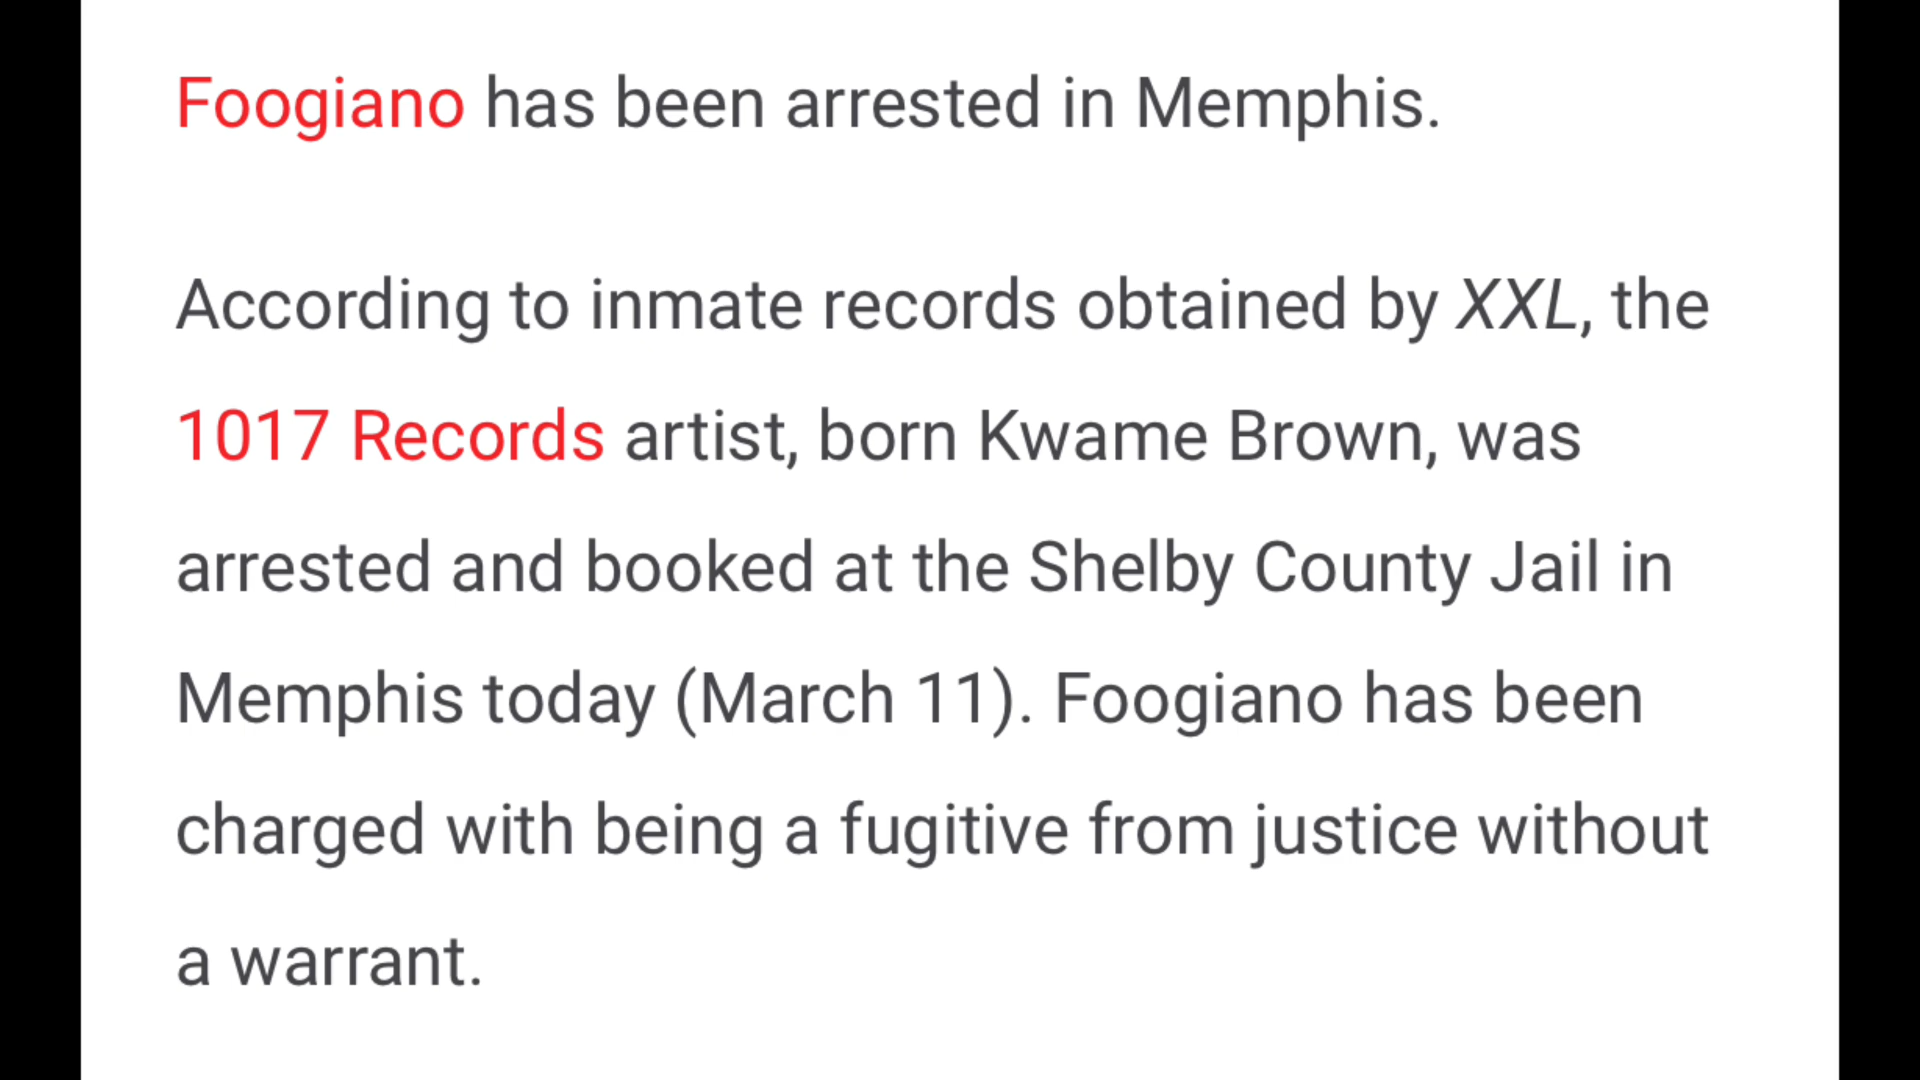 Foogiano has been arrested in Memphis.
According to inmate records obtained by XXL, the
1017 Records artist, born Kwame Brown, was
arrested and booked at the Shelby County Jail in
Memphis today (March 11). Foogiano has been
charged with being a fugitive from justice without
a warrant.